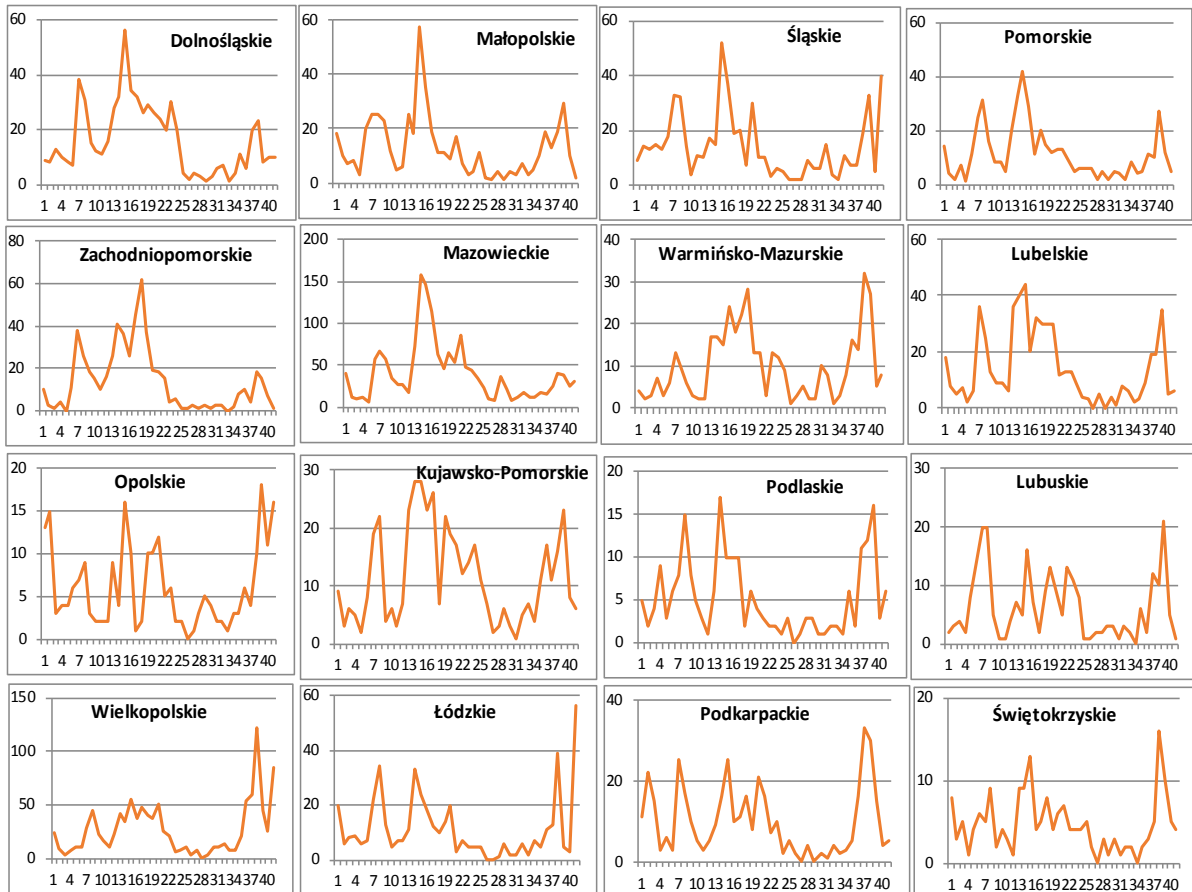 Dolnośląskie
60
40
20
0
1 4 7 10 13 16 19 22 25 28 31 34 37 40
Małopolskie
60
40
20
0
1 4 7 10 13 16 19 22 25 28 31 34 37 40
Śląskie
60
40
20
0
1 4 7 10 13 16 19 22 25 28 31 34 37 40
Pomorskie
60
40
20
0
1 4 7 10 13 16 19 22 25 28 31 34 37 40
Zachodniopomorskie
80
60
40
20
0
1 4 7 10 13 16 19 22 25 28 31 34 37 40
Mazowieckie
200
150
100
50
0
1 4 7 10 13 16 19 22 25 28 31 34 37 40
Warmińsko-Mazurskie
40
30
20
10
0
1 4 7 10 13 16 19 22 25 28 31 34 37 40
Lubelskie
60
40
20
0
1 4 7 10 13 16 19 22 25 28 31 34 37 40
Opolskie
20
15
10
5
0
1 4 7 10 13 16 19 22 25 28 31 34 37 40
Kujawsko-Pomorskie
30
20
10
0
1 4 7 10 13 16 19 22 25 28 31 34 37 40
Podlaskie
20
15
10
5
0
1 4 7 10 13 16 19 22 25 28 31 34 37 40
Lubuskie
30
20
10
0
1 4 7 10 13 16 19 22 25 28 31 34 37 40
Wielkopolskie
150
100
50
0
1 4 7 10 13 16 19 22 25 28 31 34 37 40
Łódzkie
60
40
20
0
1 4 7 10 13 16 19 22 25 28 31 34 37 40
Podkarpackie
40
20
0
1 4 7 10 13 16 19 22 25 28 31 34 37 40
Świętokrzyskie
20
10
0
1 4 7 10 13 16 19 22 25 28 31 34 37 40